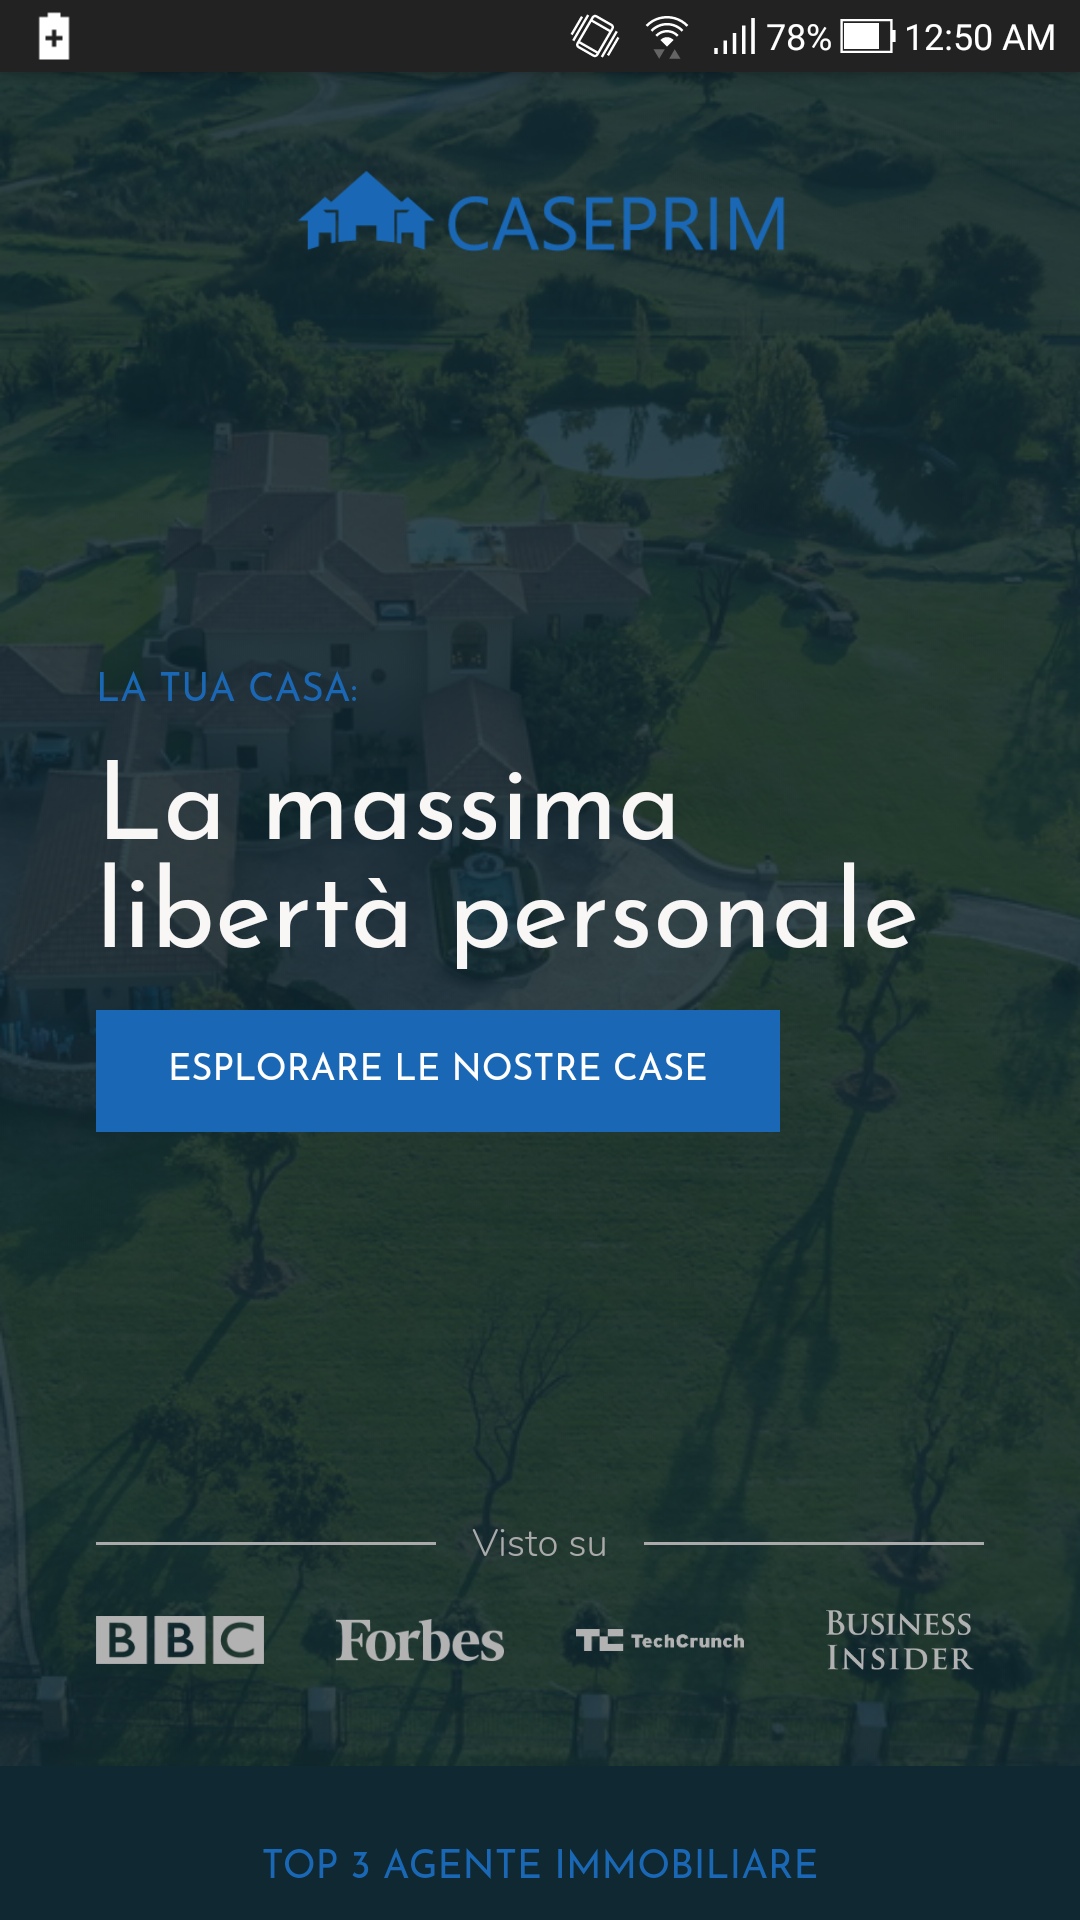 78% 12:50 AM
CASEPRIM
LA TUA CASA:
La massima
libertà personale
ESPLORARE LE NOSTRE CASE
Visto su
BBC Forbes TC TechCrunch BUSINESS INSIDER
TOP 3 AGENTE IMMOBILIARE